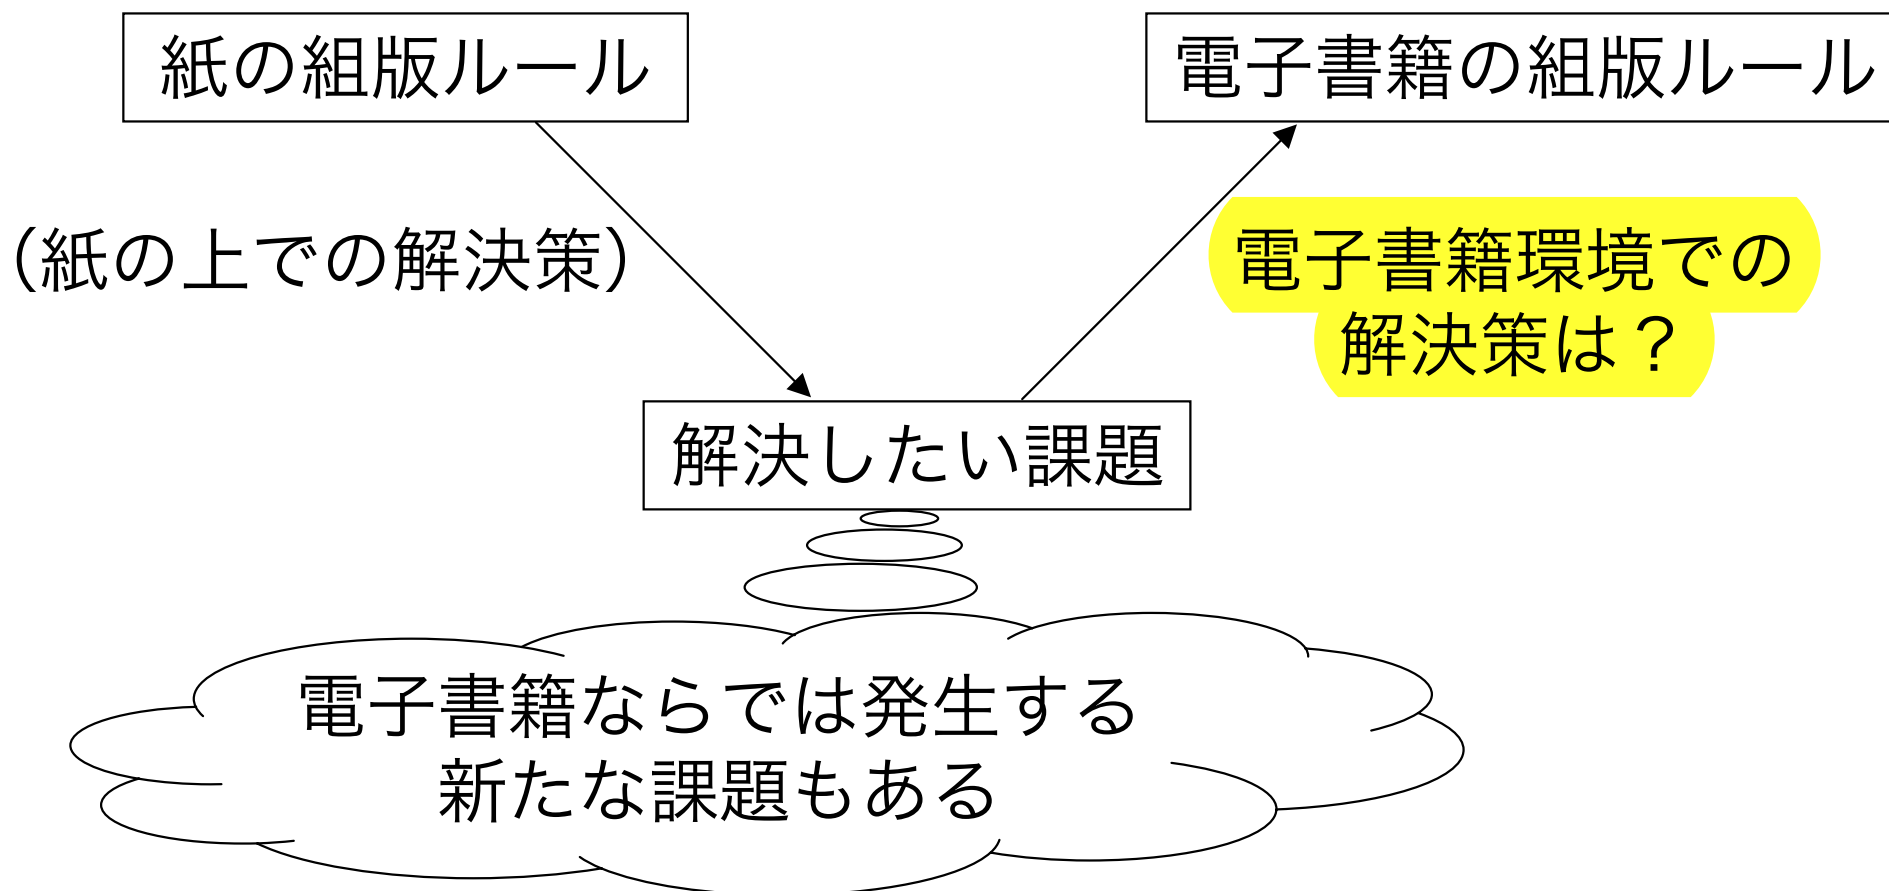 紙の組版ルール
電子書籍の組版ルール
（紙の上での解決策）
電子書籍環境での
解決策は？
解決したい課題
電子書籍ならでは発生する
新たな課題もある